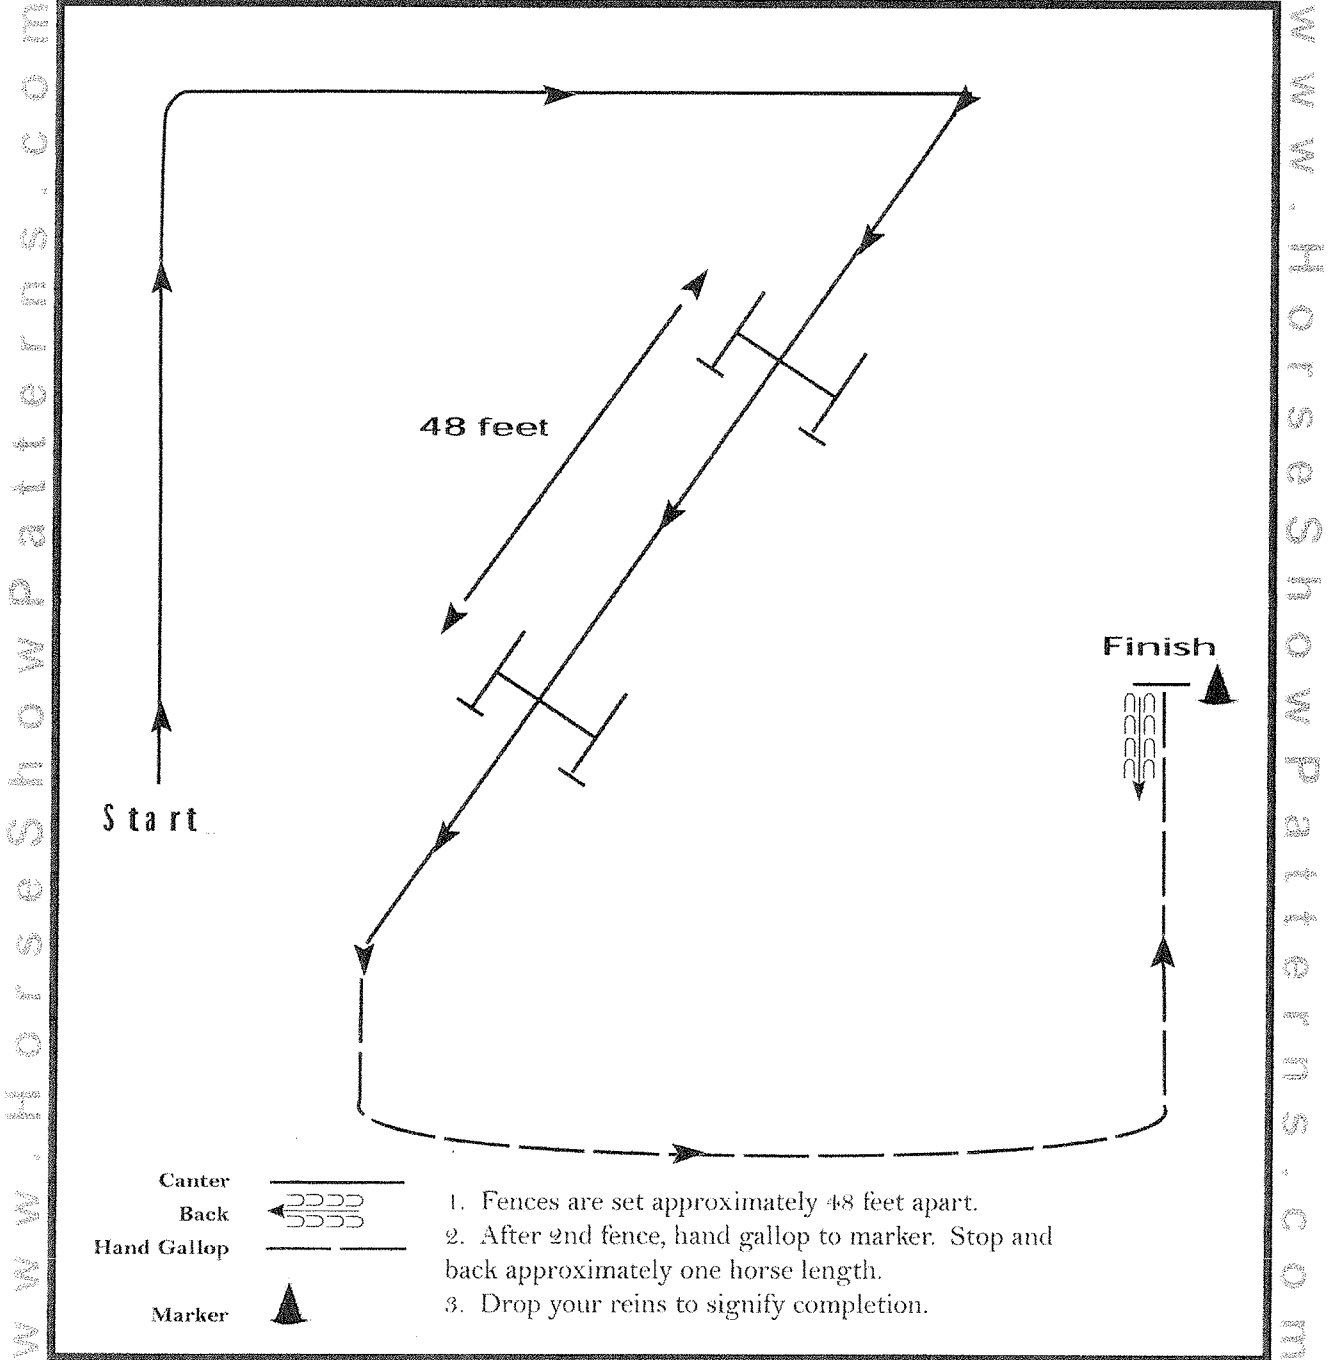 www.HorseShowPatterns.com
www.HorseShowPatterns.com
48 feet
Finish
Start
Canter
Back
Hand Gallop
Marker
1. Fences are set approximately 48 feet apart.
2. After 2nd fence, hand gallop to marker. Stop and
back approximately one horse length.
3. Drop your reins to signify completion.